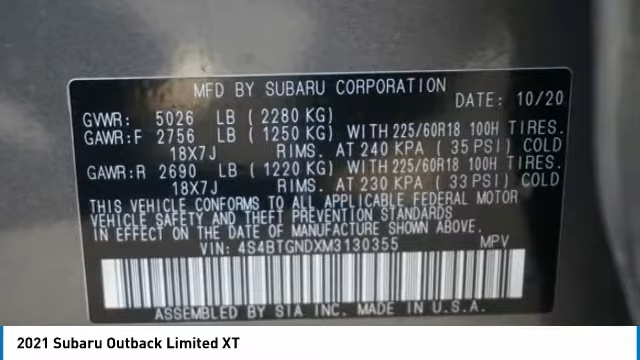 MFD BY SUBARU CORPORATION
DATE: 10/20
GVWR: 5026 LB ( 2280 KG)
GAWR:F 2756 LB ( 1250 KG) WITH 225/60R18 100H TIRES.
18X7J RIMS. AT 240 KPA ( 35 PSI) COLD
GAWR:R 2690 LB ( 1220 KG) WITH 225/60R18 100H TIRES.
18X7J RIMS. AT 230 KPA ( 33 PSI) COLD
THIS VEHICLE CONFORMS TO ALL APPLICABLE FEDERAL MOTOR
VEHICLE SAFETY AND THEFT PREVENTION STANDARDS
IN EFFECT ON THE DATE OF MANUFACTURE SHOWN ABOVE.
VIN: 4S4BTGNDXM3130355 MPV
ASSEMBLED BY SIA INC. MADE IN U.S.A.
2021 Subaru Outback Limited XT